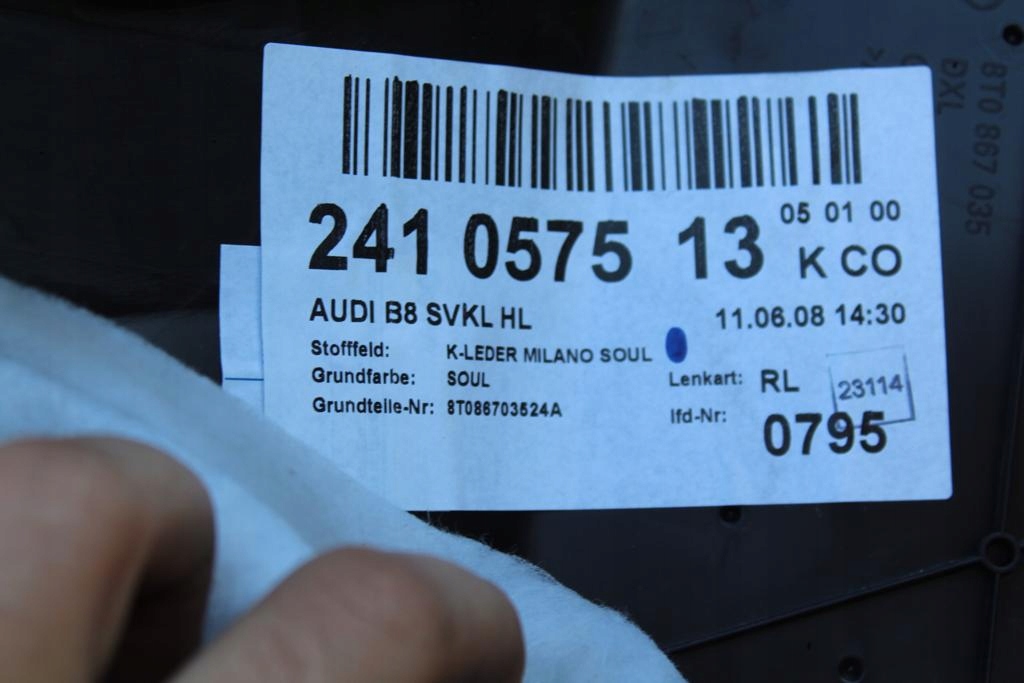 241 0575 13 05 01 00
K CO
AUDI B8 SVKL HL 11.06.08 14:30
Stofffeld: K-LEDER MILANO SOUL
Grundfarbe: SOUL
Lenkart: RL
23114
Grundteile-Nr: 8T086703524A
lfd-Nr: 0795
8T0 867 035
DXL